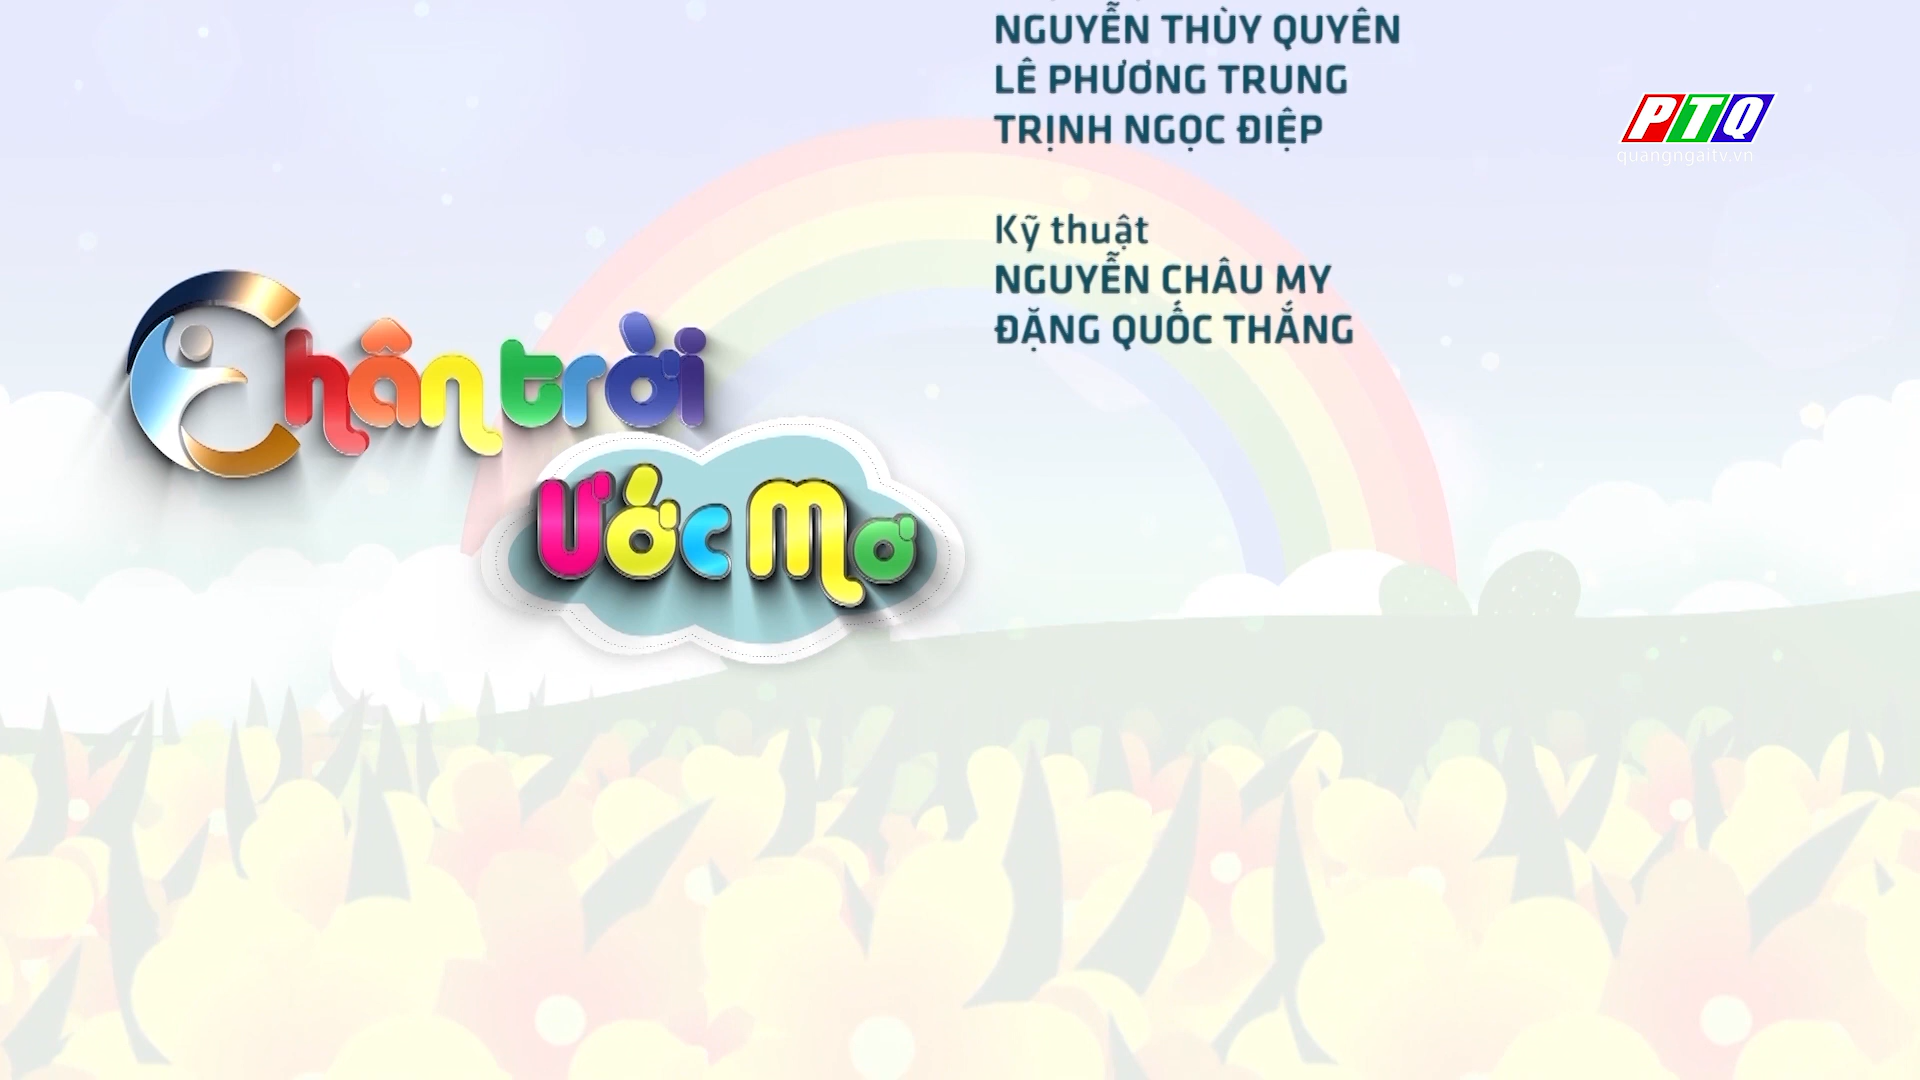 NGUYỄN THÙY QUYÊN
LÊ PHƯƠNG TRUNG
TRỊNH NGỌC ĐIỆP
PTQ
quangngaitv.vn
Kỹ thuật
NGUYỄN CHÂU MY
ĐẶNG QUỐC THẮNG
Chân trời
Ước Mơ